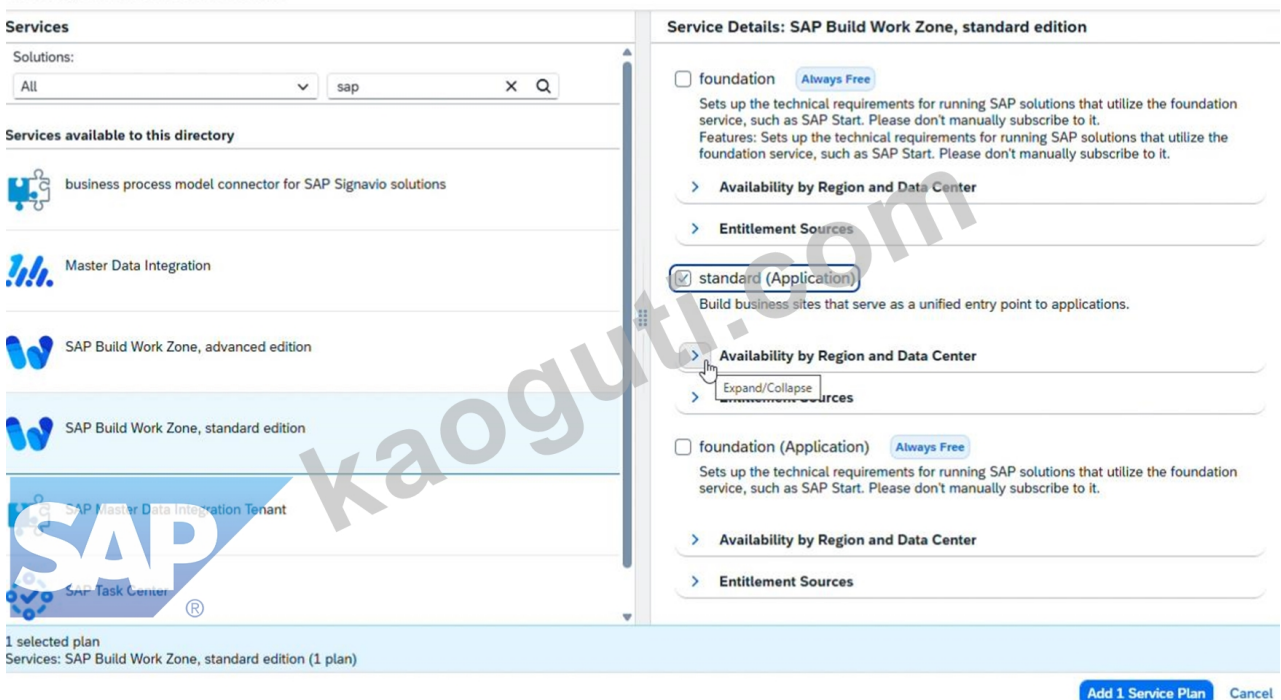 Services
Solutions:
All
sap
Services available to this directory
business process model connector for SAP Signavio solutions
Master Data Integration
SAP Build Work Zone, advanced edition
SAP Build Work Zone, standard edition
SAP Master Data Integration Tenant
SAP Task Center
SAP
®
Service Details: SAP Build Work Zone, standard edition
foundation Always Free
Sets up the technical requirements for running SAP solutions that utilize the foundation
service, such as SAP Start. Please don't manually subscribe to it.
Features: Sets up the technical requirements for running SAP solutions that utilize the
foundation service, such as SAP Start. Please don't manually subscribe to it.
Availability by Region and Data Center
Entitlement Sources
standard (Application)
Build business sites that serve as a unified entry point to applications.
Availability by Region and Data Center
Expand/Collapse
Entitlement Sources
foundation (Application) Always Free
Sets up the technical requirements for running SAP solutions that utilize the foundation
service, such as SAP Start. Please don't manually subscribe to it.
Availability by Region and Data Center
Entitlement Sources
kaoguti.com
1 selected plan
Services: SAP Build Work Zone, standard edition (1 plan)
Add 1 Service Plan Cancel